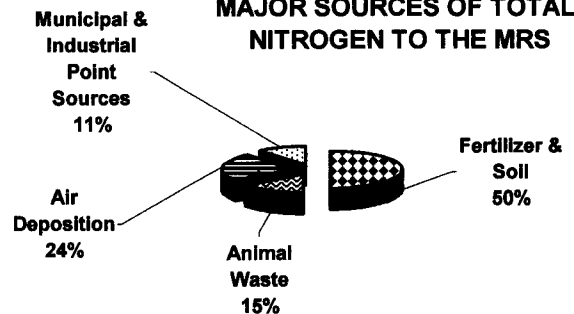 MAJOR SOURCES OF TOTAL
NITROGEN TO THE MRS
Municipal &
Industrial
Point
Sources
11%
Fertilizer &
Soil
50%
Air
Deposition
24%
Animal
Waste
15%